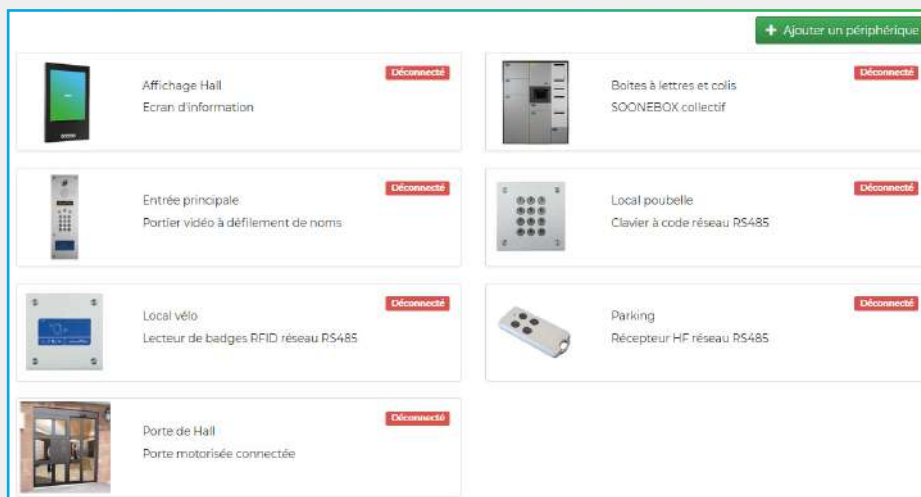 + Ajouter un périphérique
Affichage Hall
Déconnecté
Ecran d'information
Boites à lettres et colis
Déconnecté
SOONEBOX collectif
Entrée principale
Déconnecté
Portier vidéo à défilement de noms
Local poubelle
Déconnecté
Clavier à code réseau RS485
Local vélo
Déconnecté
Lecteur de badges RFID réseau RS485
Parking
Déconnecté
Récepteur HF réseau RS485
Porte de Hall
Déconnecté
Porte motorisée connectée